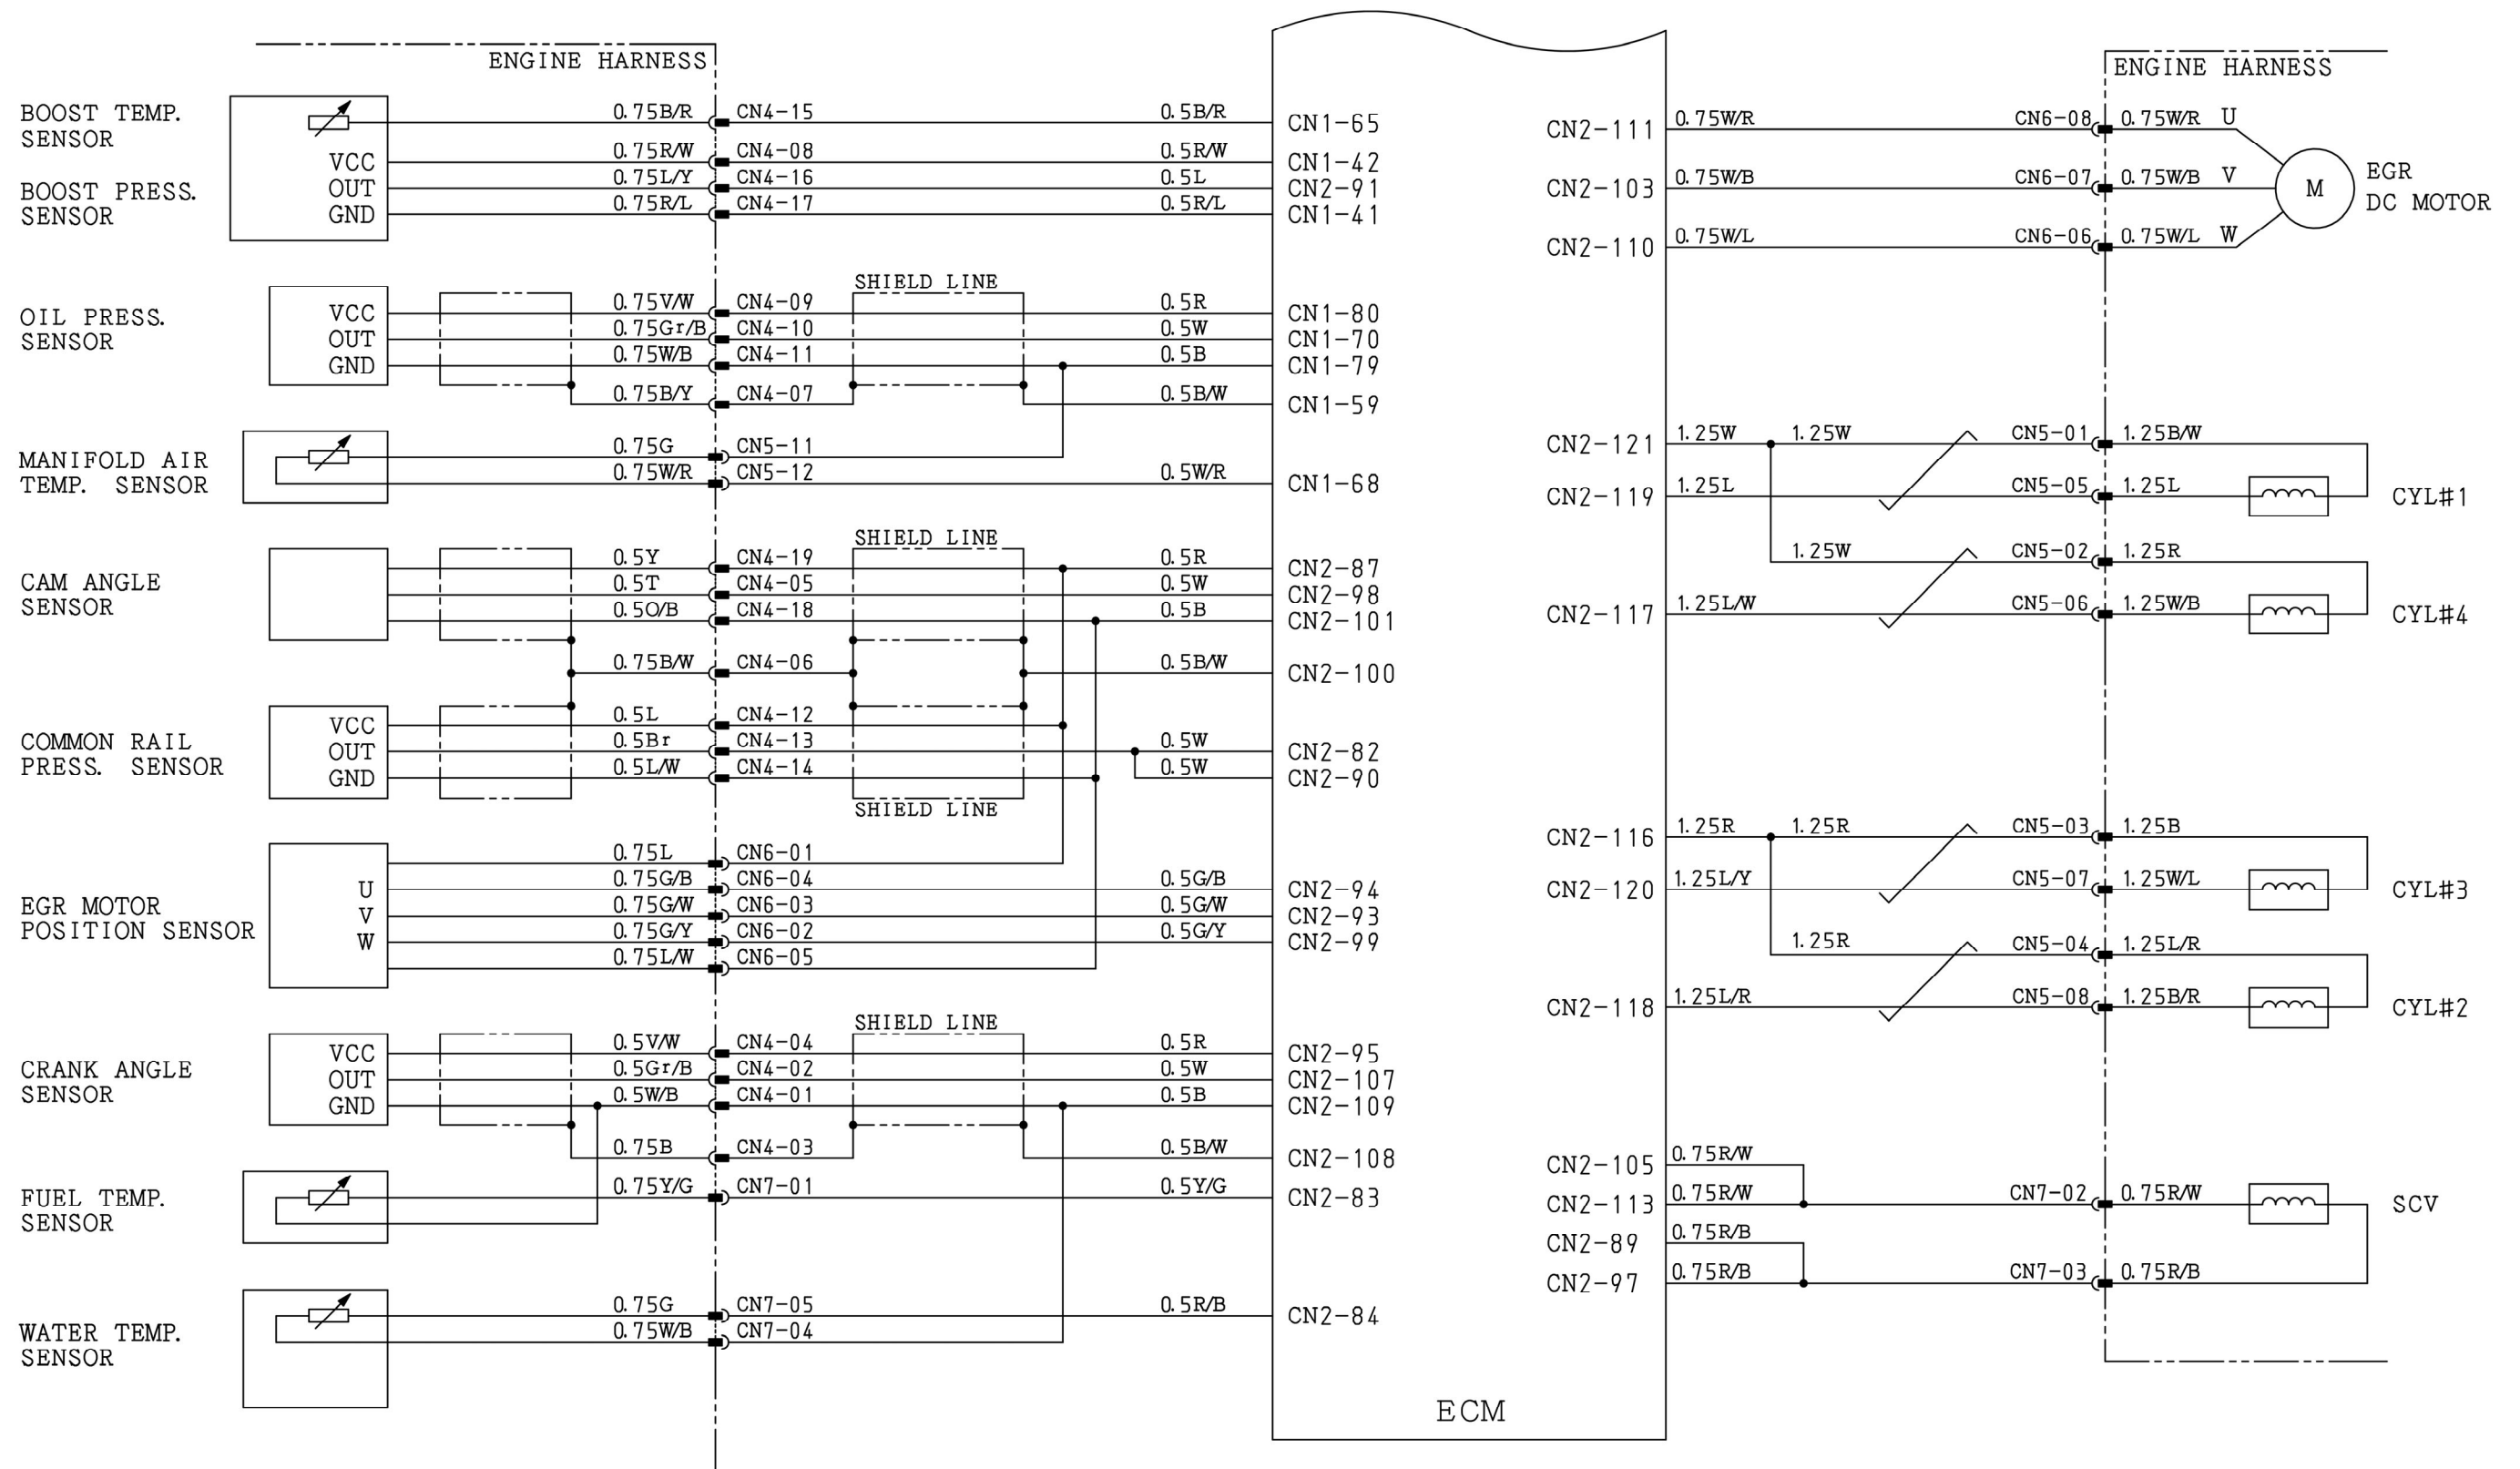 ENGINE HARNESS
BOOST TEMP.
SENSOR
0.75B/R CN4-15 0.5B/R CN1-65
VCC 0.75R/W CN4-08 0.5R/W CN1-42
BOOST PRESS.
SENSOR
OUT 0.75L/Y CN4-16 0.5L CN2-91
GND 0.75R/L CN4-17 0.5R/L CN1-41
SHIELD LINE
OIL PRESS.
SENSOR
VCC 0.75V/W CN4-09 0.5R CN1-80
OUT 0.75Gr/B CN4-10 0.5W CN1-70
GND 0.75W/B CN4-11 0.5B CN1-79
0.75B/Y CN4-07 0.5B/W CN1-59
MANIFOLD AIR
TEMP. SENSOR
0.75G CN5-11
0.75W/R CN5-12 0.5W/R CN1-68
SHIELD LINE
CAM ANGLE
SENSOR
0.5Y CN4-19 0.5R CN2-87
0.5T CN4-05 0.5W CN2-98
0.5O/B CN4-18 0.5B CN2-101
0.75B/W CN4-06 0.5B/W CN2-100
COMMON RAIL
PRESS. SENSOR
VCC 0.5L CN4-12
OUT 0.5Br CN4-13 0.5W CN2-82
GND 0.5L/W CN4-14 0.5W CN2-90
SHIELD LINE
EGR MOTOR
POSITION SENSOR
0.75L CN6-01
U 0.75G/B CN6-04 0.5G/B CN2-94
V 0.75G/W CN6-03 0.5G/W CN2-93
W 0.75G/Y CN6-02 0.5G/Y CN2-99
0.75L/W CN6-05
SHIELD LINE
CRANK ANGLE
SENSOR
VCC 0.5V/W CN4-04 0.5R CN2-95
OUT 0.5Gr/B CN4-02 0.5W CN2-107
GND 0.5W/B CN4-01 0.5B CN2-109
0.75B CN4-03 0.5B/W CN2-108
FUEL TEMP.
SENSOR
0.75Y/G CN7-01 0.5Y/G CN2-83
WATER TEMP.
SENSOR
0.75G CN7-05 0.5R/B CN2-84
0.75W/B CN7-04
ECM
ENGINE HARNESS
CN2-111 0.75W/R CN6-08 0.75W/R U
CN2-103 0.75W/B CN6-07 0.75W/B V
M
EGR
DC MOTOR
CN2-110 0.75W/L CN6-06 0.75W/L W
CN2-121 1.25W 1.25W CN5-01 1.25B/W
CN2-119 1.25L CN5-05 1.25L CYL#1
1.25W CN5-02 1.25R
CN2-117 1.25L/W CN5-06 1.25W/B CYL#4
CN2-116 1.25R 1.25R CN5-03 1.25B
CN2-120 1.25L/Y CN5-07 1.25W/L CYL#3
1.25R CN5-04 1.25L/R
CN2-118 1.25L/R CN5-08 1.25B/R CYL#2
CN2-105 0.75R/W
CN2-113 0.75R/W CN7-02 0.75R/W SCV
CN2-89 0.75R/B
CN2-97 0.75R/B CN7-03 0.75R/B